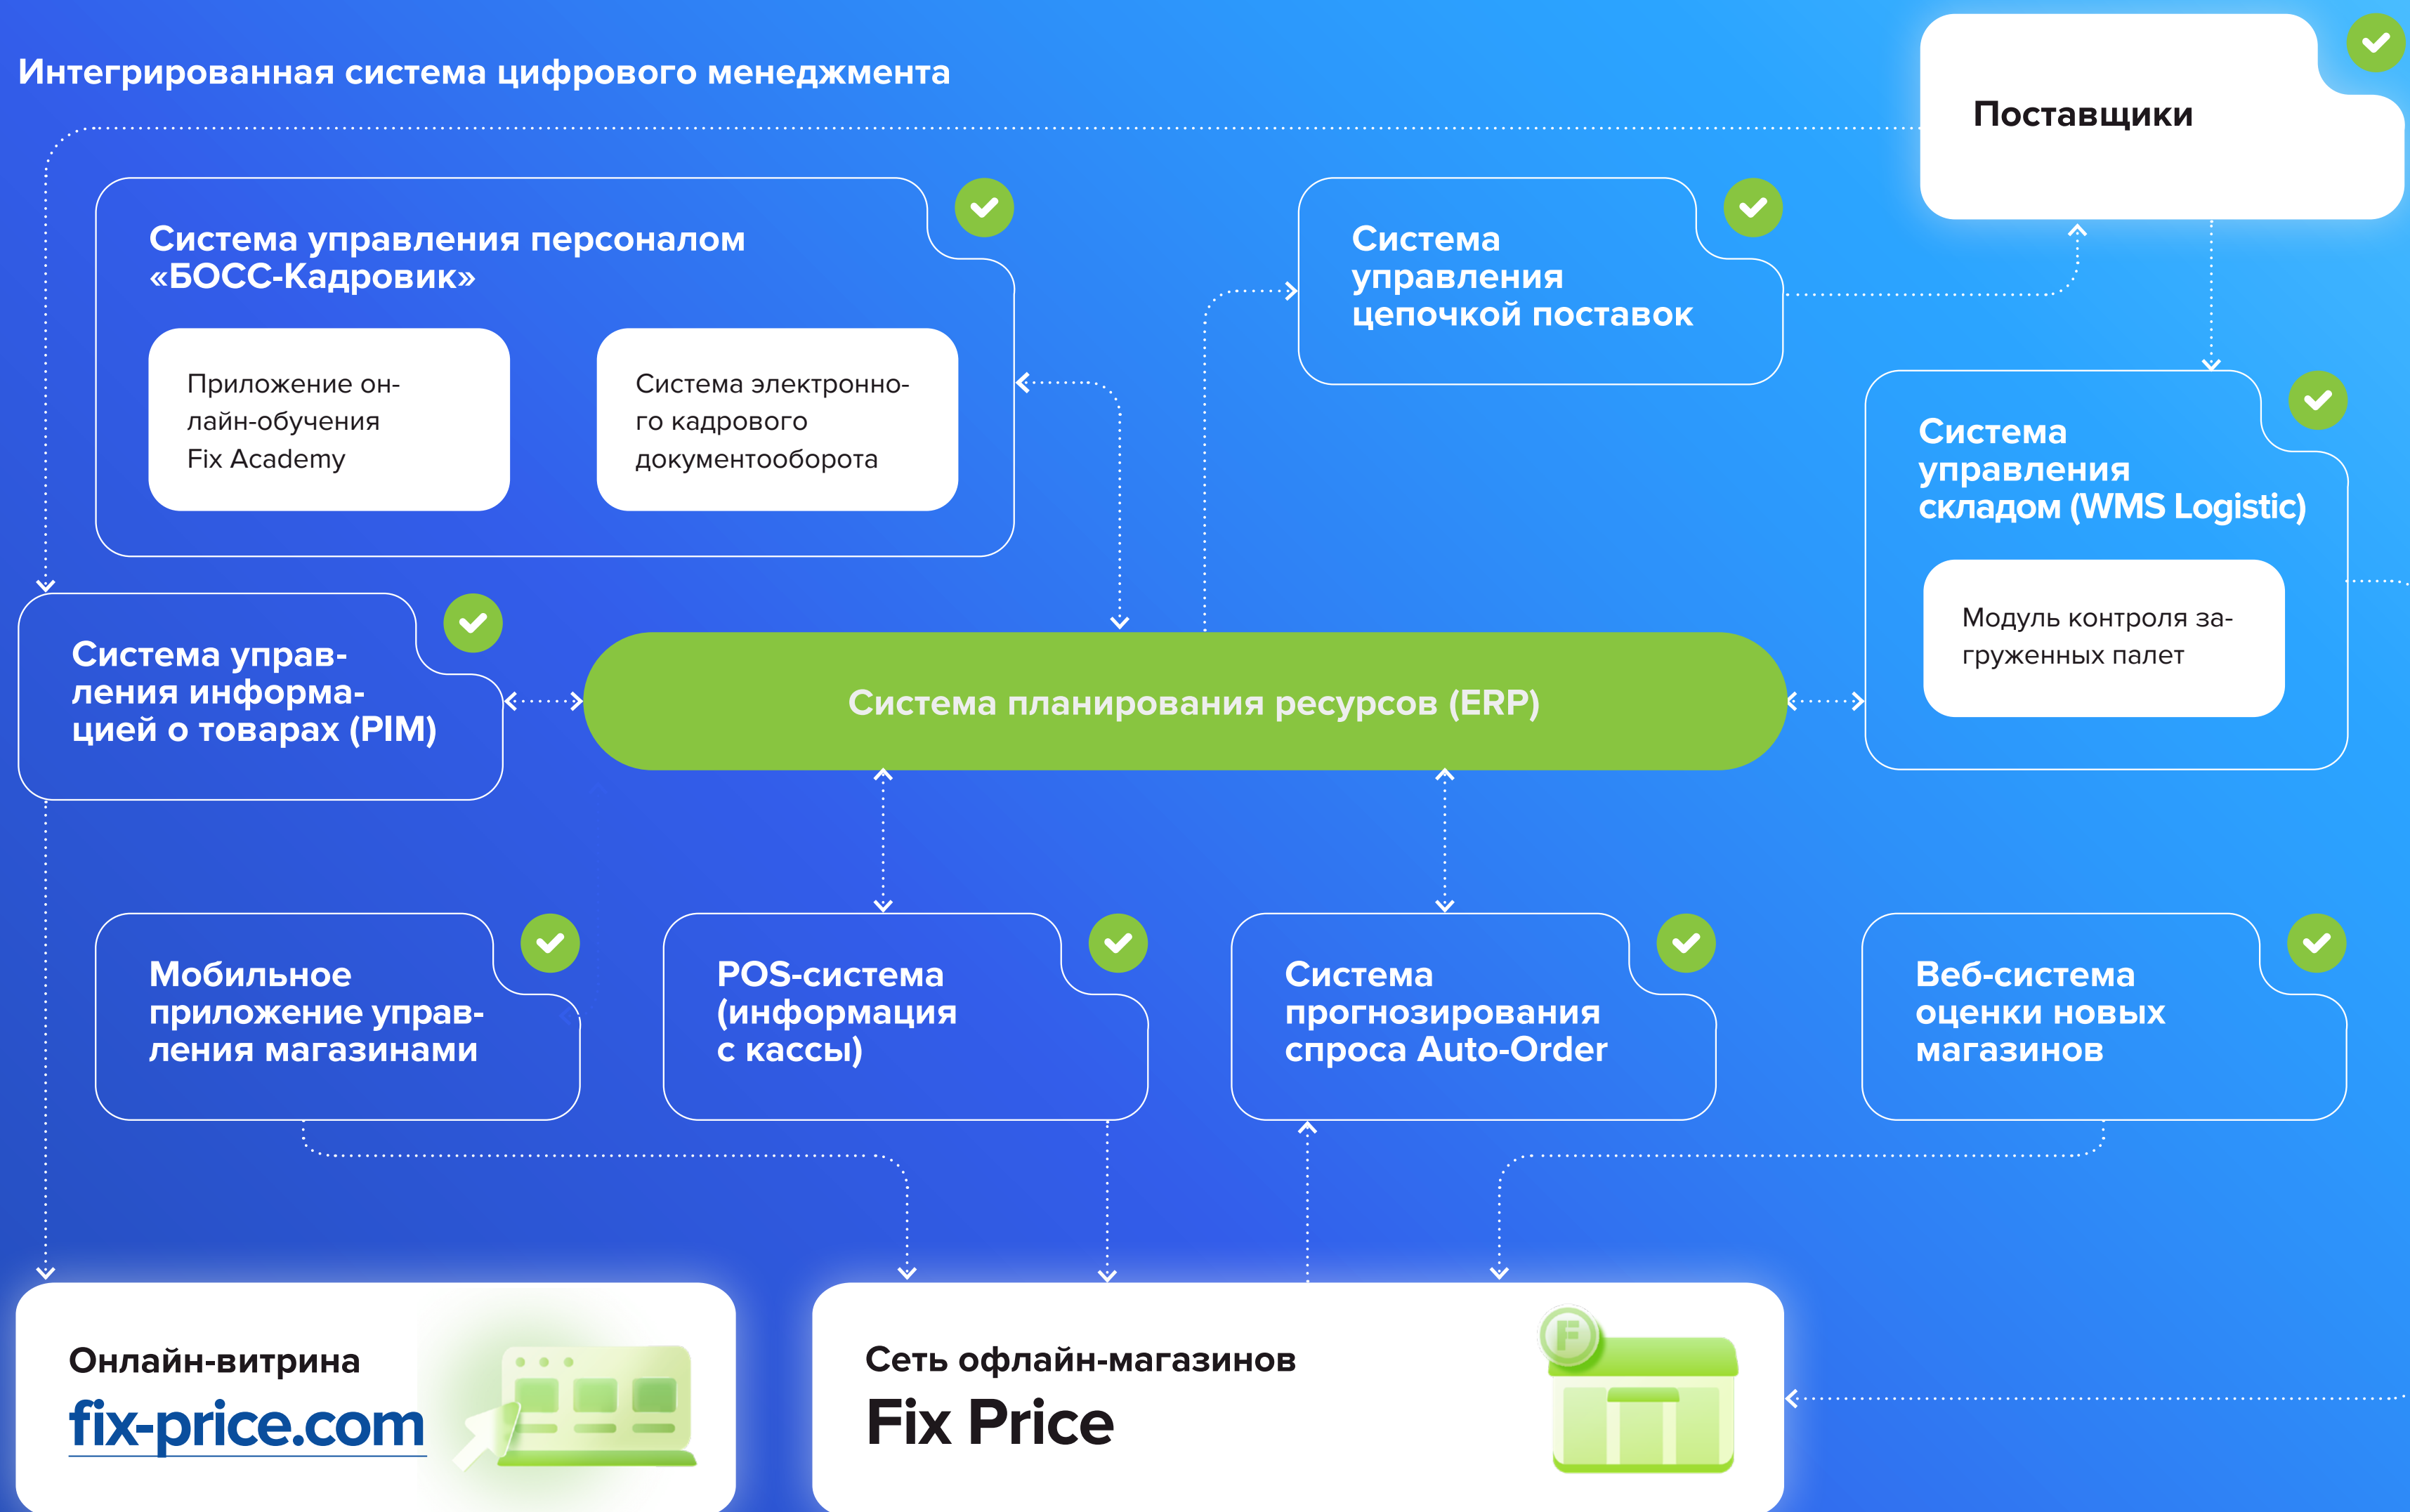 Интегрированная система цифрового менеджмента
Поставщики
Система управления персоналом
«БОСС-Кадровик»
Приложение он-
лайн-обучения
Fix Academy
Система электронно-
го кадрового
документооборота
Система
управления
цепочкой поставок
Система
управления
складом (WMS Logistic)
Модуль контроля за-
груженных палет
Система управ-
ления информа-
цией о товарах (PIM)
Система планирования ресурсов (ERP)
Мобильное
приложение управ-
ления магазинами
POS-система
(информация
с кассы)
Система
прогнозирования
спроса Auto-Order
Веб-система
оценки новых
магазинов
Онлайн-витрина
fix-price.com
Сеть офлайн-магазинов
Fix Price
F